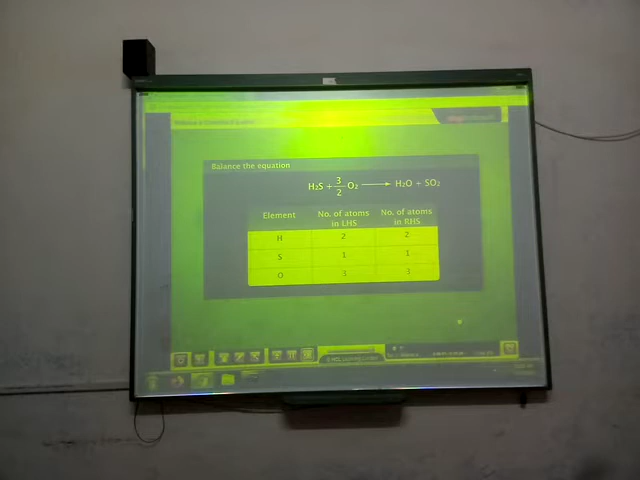 Balance the equation
H₂S + 3/2 O₂ ⟶ H₂O + SO₂
Element No. of atoms in LHS No. of atoms in RHS
H 2 2
S 1 1
O 3 3